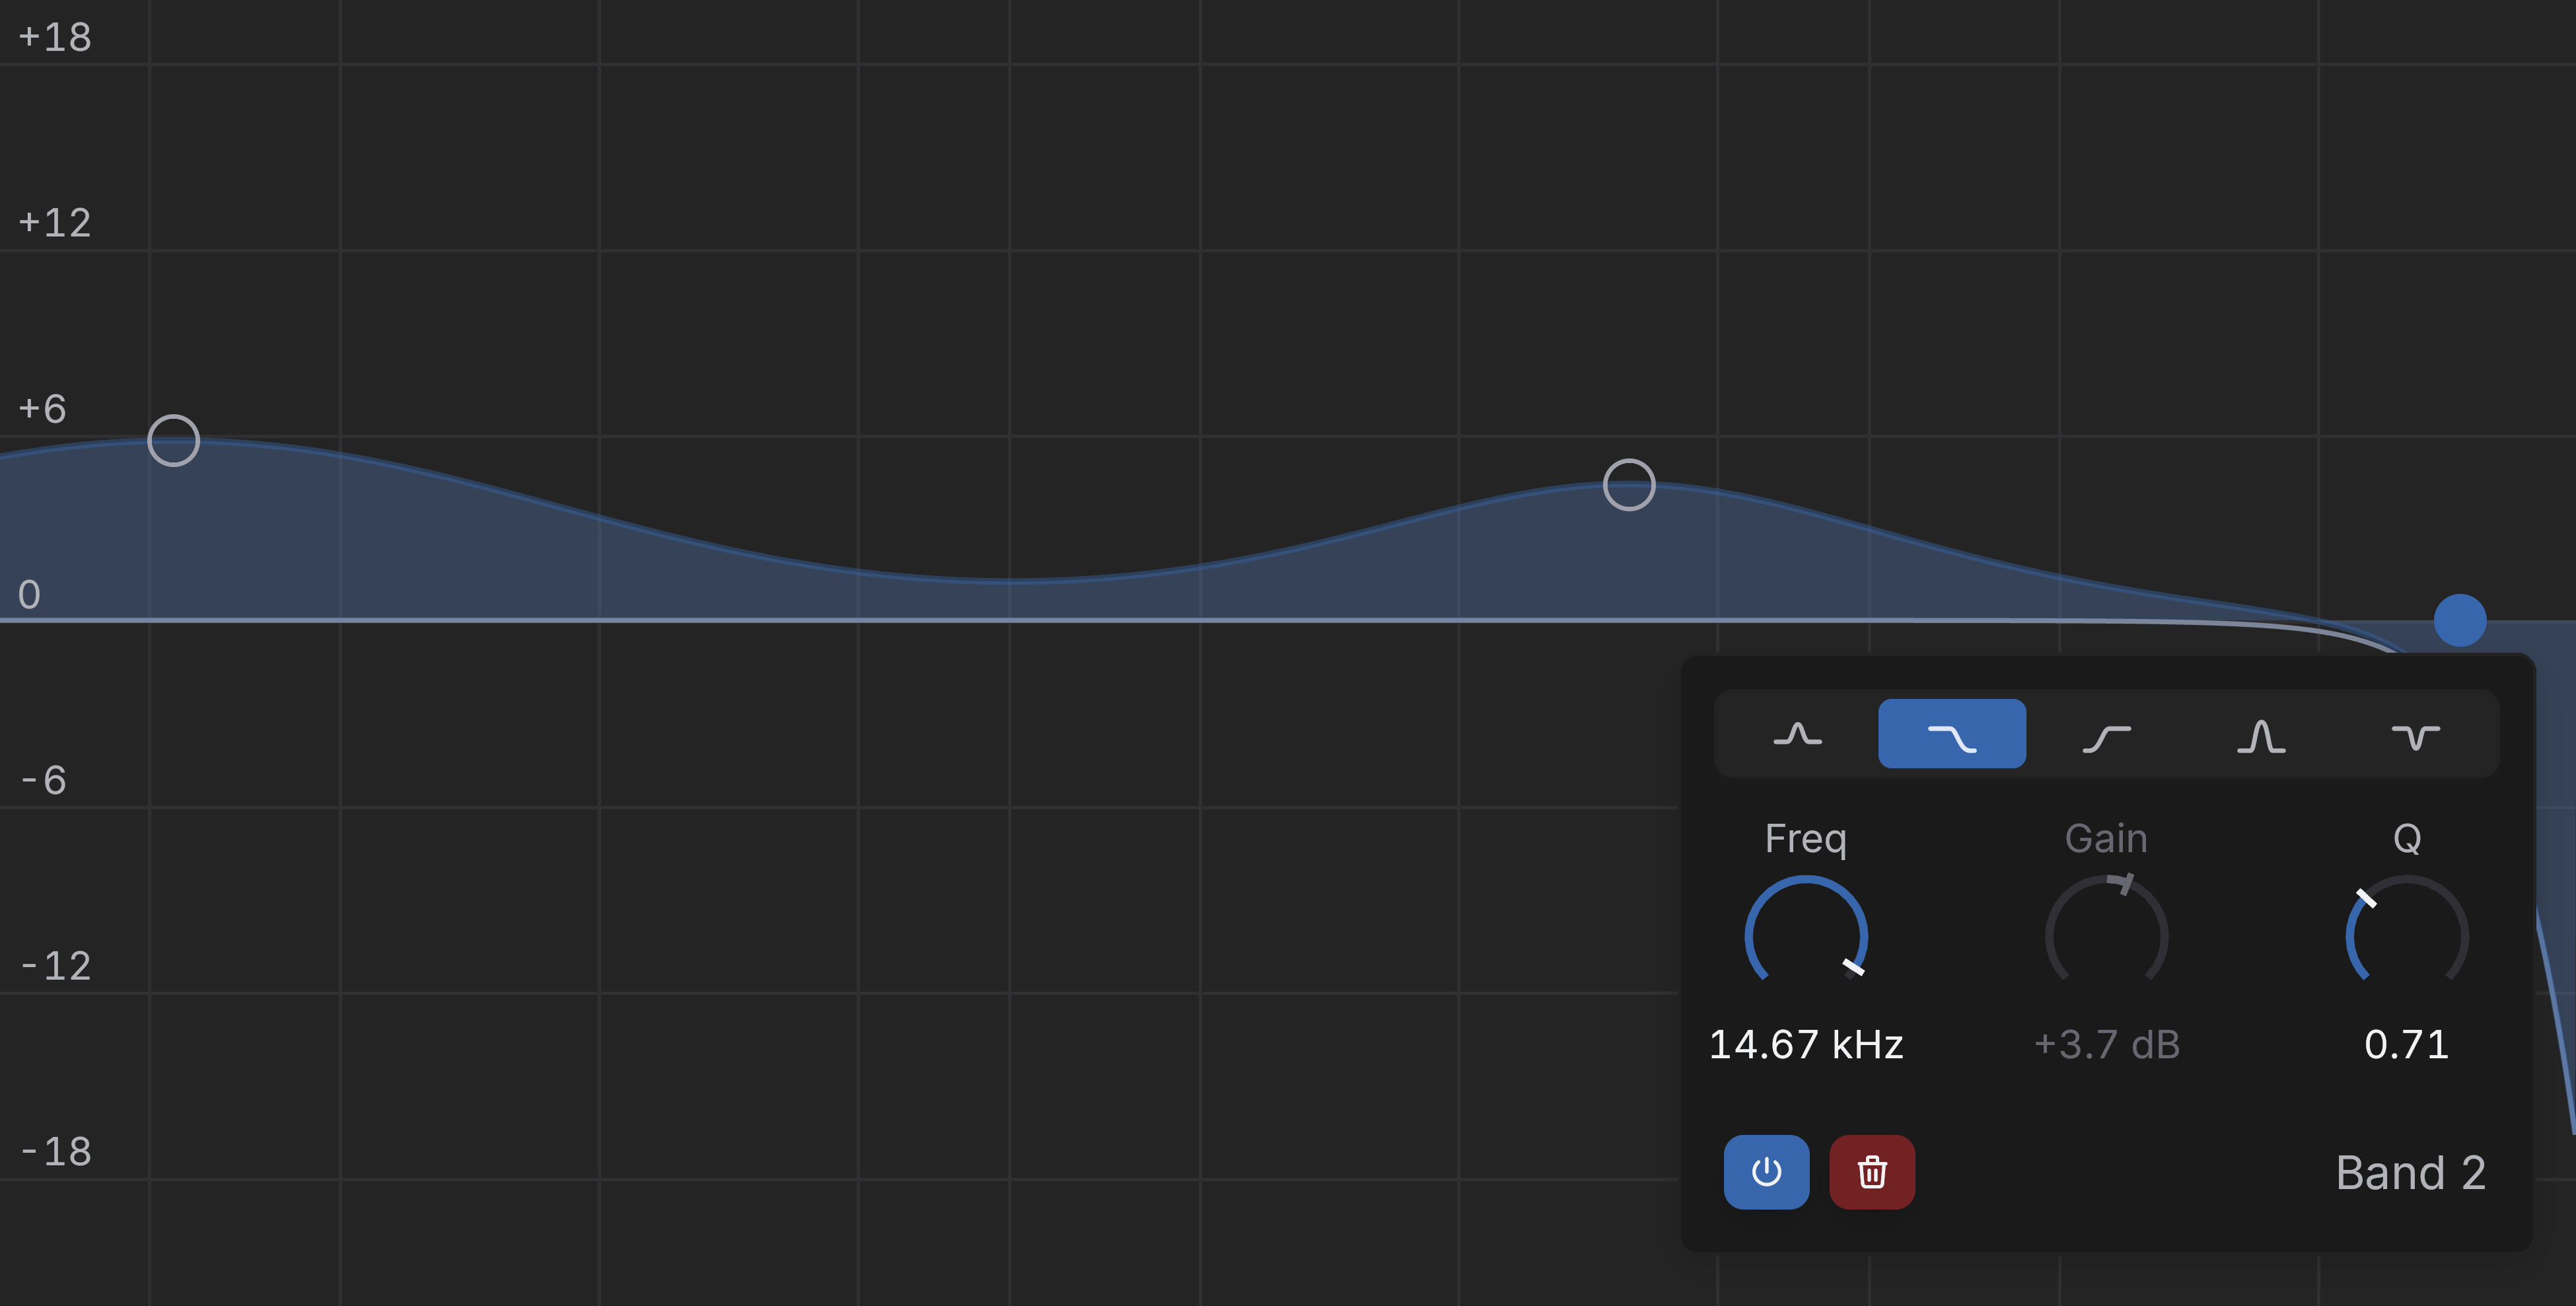 +18
+12
+6
0
-6
-12
-18
Freq
Gain
Q
14.67 kHz
+3.7 dB
0.71
Band 2